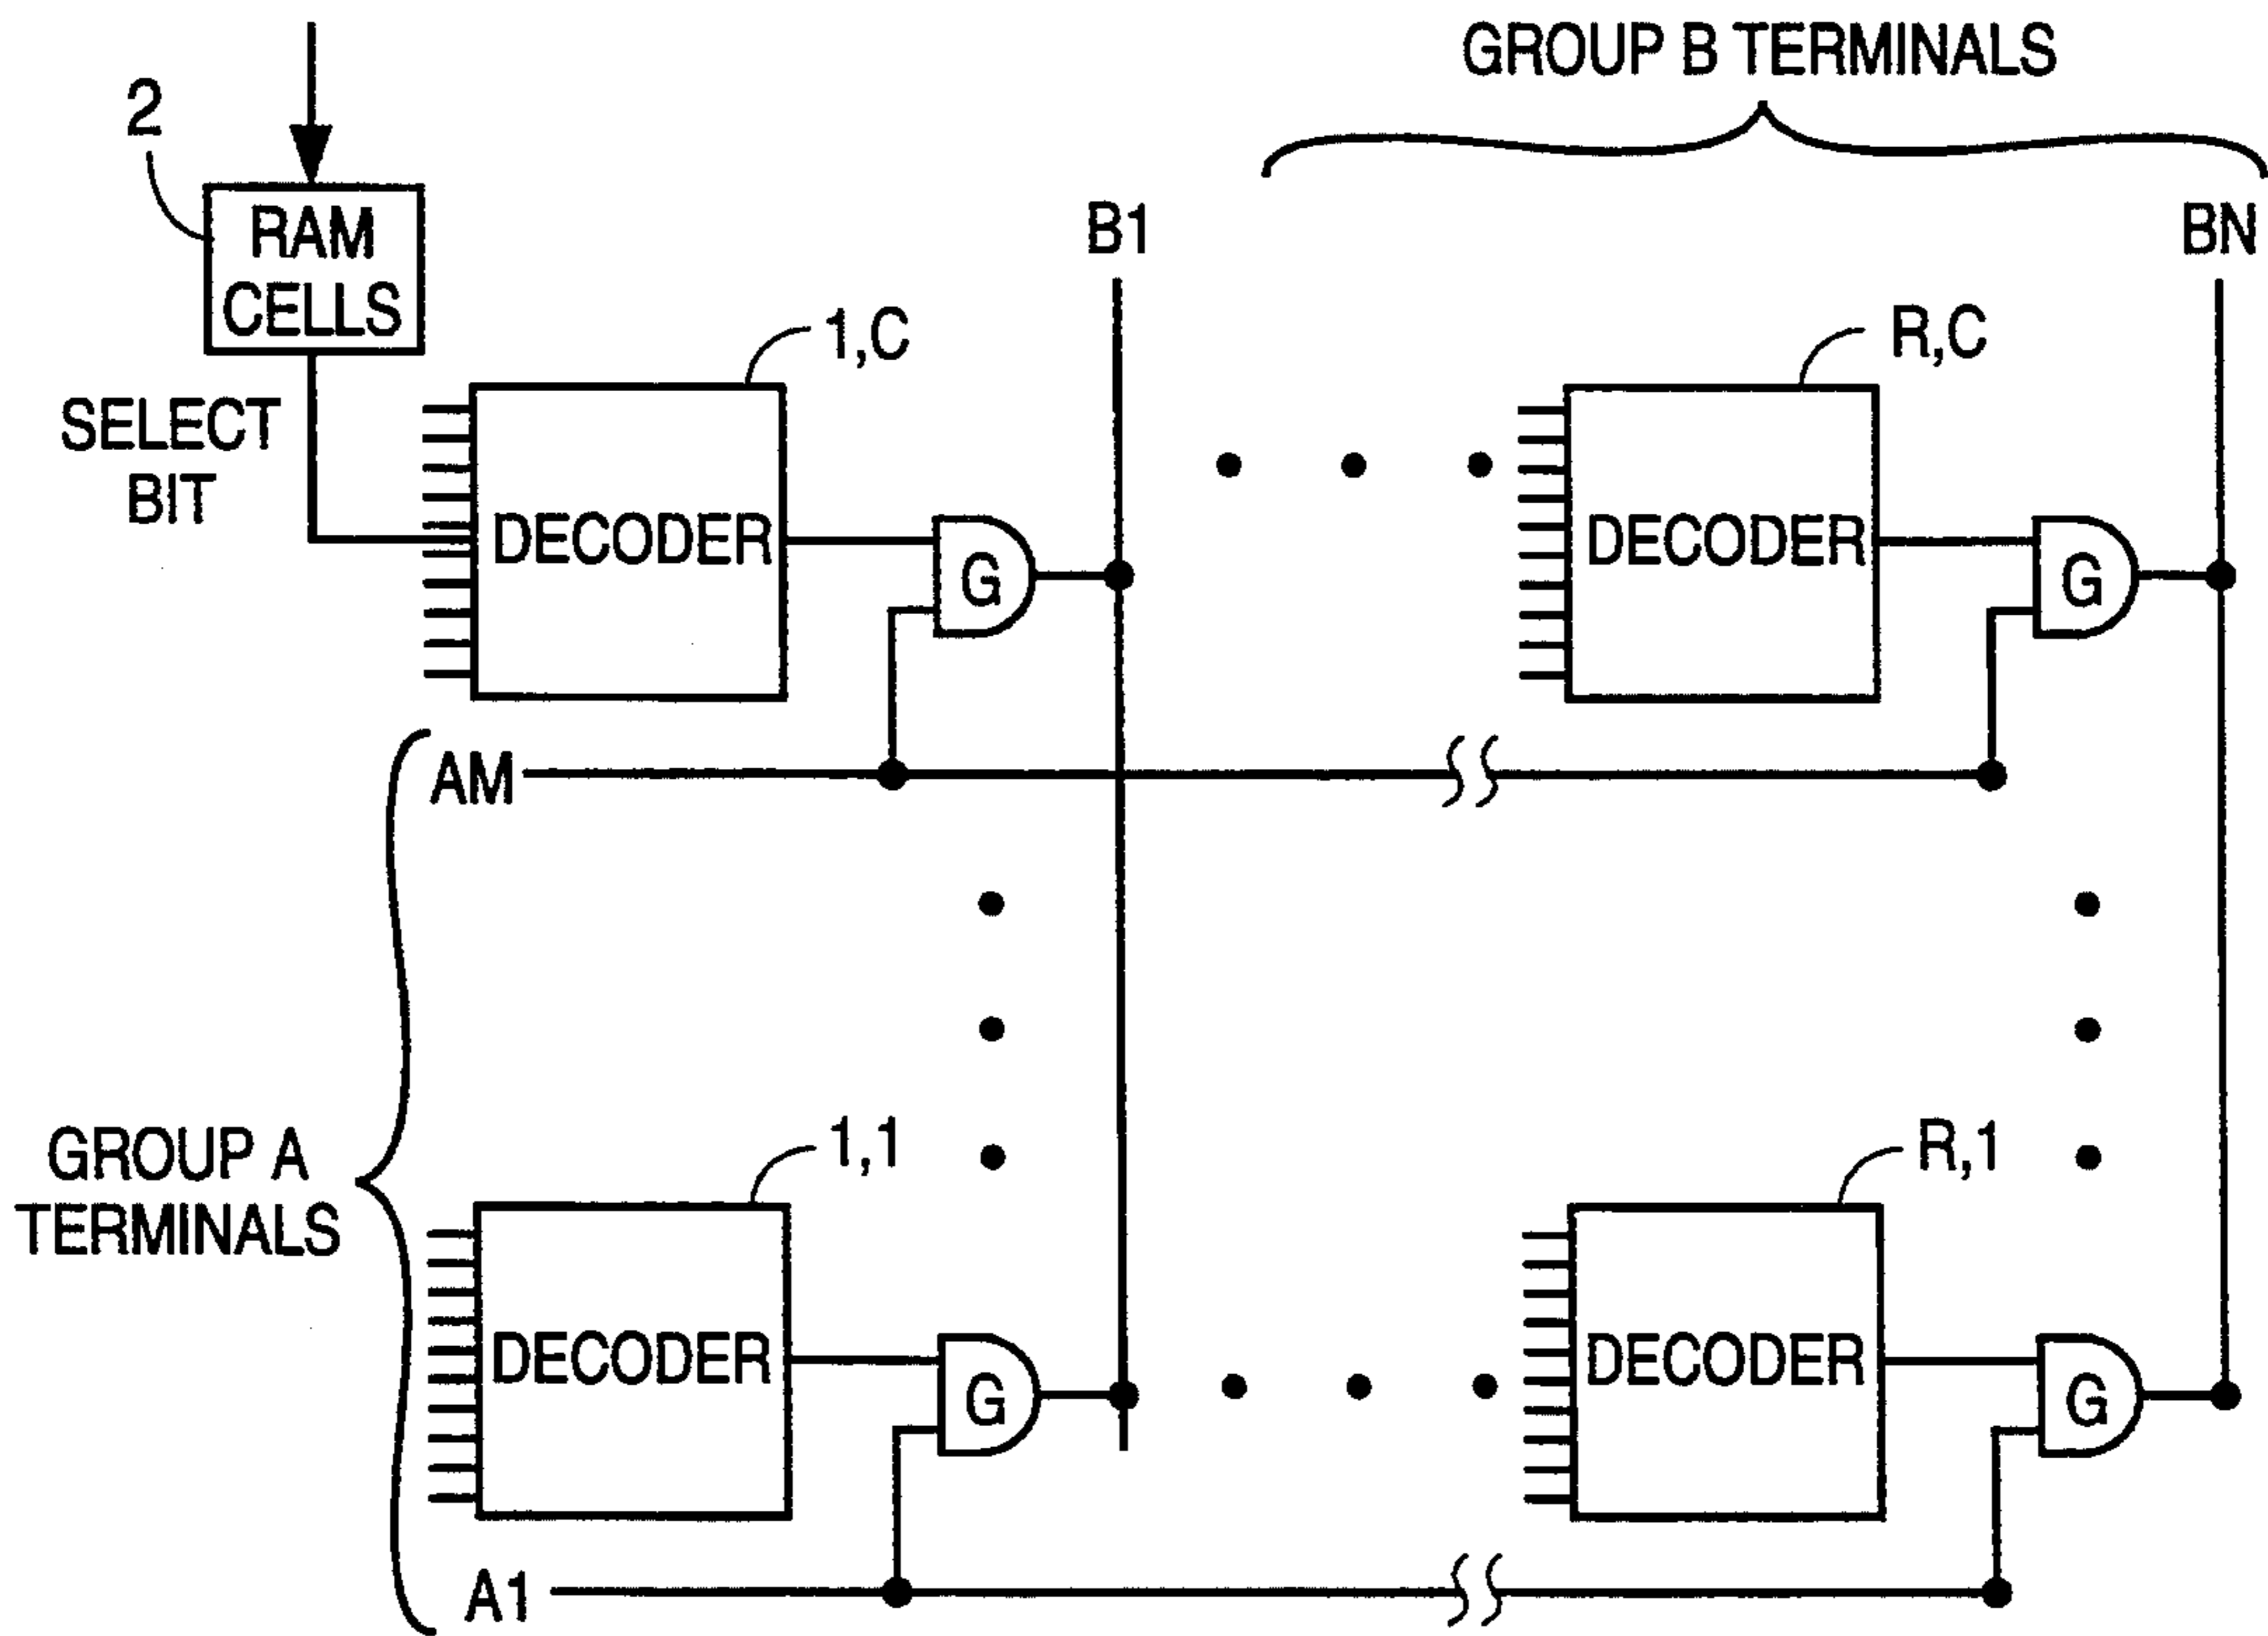 GROUP B TERMINALS
2
RAM
CELLS
B1
BN
1,C
R,C
SELECT
BIT
DECODER
G
DECODER
G
AM
GROUP A
TERMINALS
1,1
R,1
DECODER
G
DECODER
G
A1